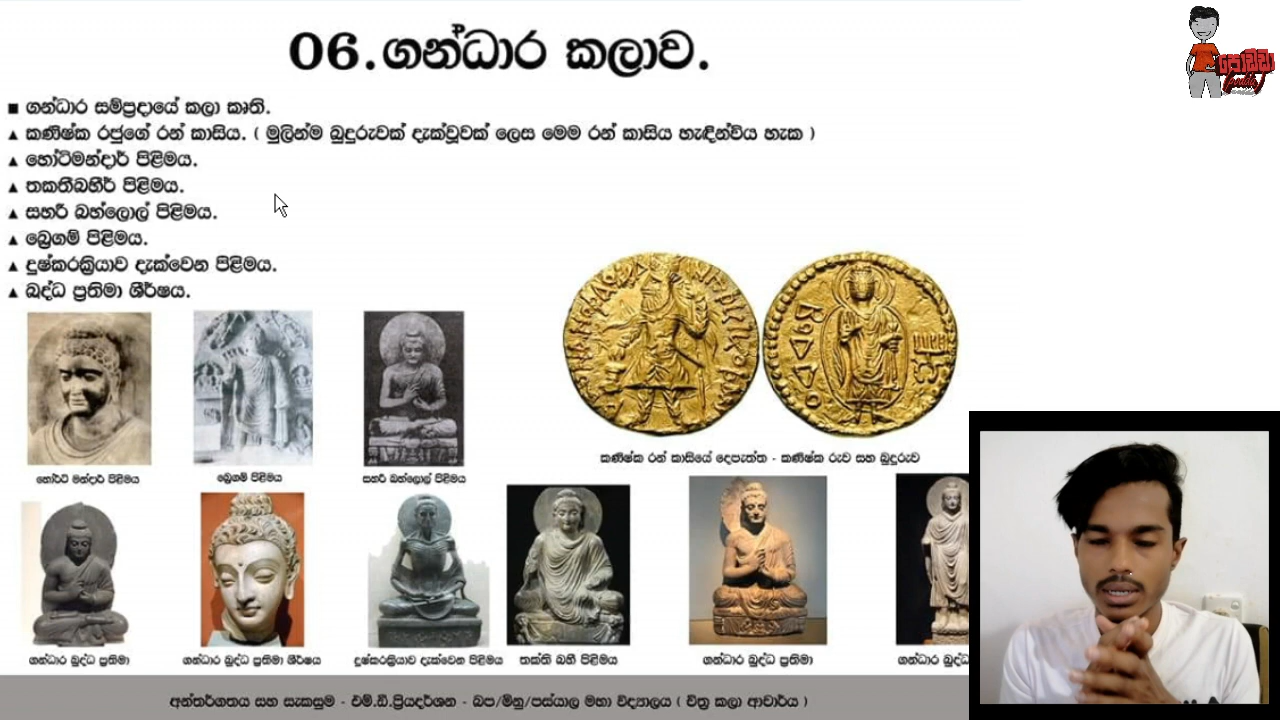 06.ගන්ධාර කලාව.
■ ගන්ධාර සම්ප්‍රදායේ කලා කෘති.
▲ කණිෂ්ක රජුගේ රන් කාසිය. ( මුලින්ම බුදුරුවක් දැක්වූවක් ලෙස මෙම රන් කාසිය හැඳින්විය හැක )
▲ හෝටිමන්දාර් පිළිමය.
▲ තකතීබහීර් පිළිමය.
▲ සහරී බහ්ලොල් පිළිමය.
▲ බ්‍රෙගම් පිළිමය.
▲ දුෂ්කරක්‍රියාව දැක්වෙන පිළිමය.
▲ බුද්ධ ප්‍රතිමා ශීර්ෂය.
කණිෂ්ක රන් කාසියේ දෙපැත්ත - කණිෂ්ක රුව සහ බුදුරුව
හෝර්ටි මන්දාර් පිළිමය
බ්‍රෙගම් පිළිමය
සහරි බහ්ලොල් පිළිමය
ගන්ධාර බුද්ධ ප්‍රතිමා
ගන්ධාර බුද්ධ ප්‍රතිමා ශීර්ෂය
දුෂ්කරක්‍රියාව දැක්වෙන පිළිමය
තක්ති බහී පිළිමය
ගන්ධාර බුද්ධ ප්‍රතිමා
ගන්ධාර බුද්ධ
අන්තර්ගතය සහ සැකසුම - එම්.ඩී.ප්‍රියදර්ශන - බප/මිනු/පස්යාල මහා විද්‍යාලය ( චිත්‍ර කලා ආචාර්ය )
පොඩ්ඩා